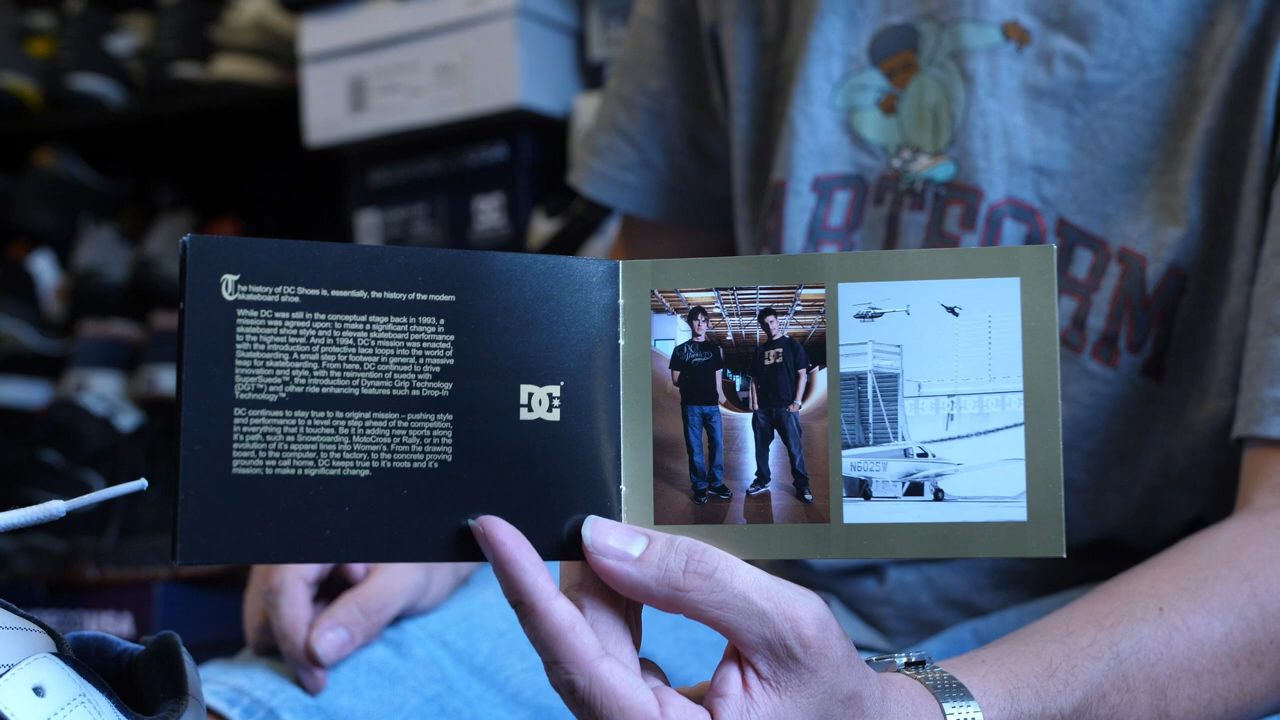 The history of DC Shoes is, essentially, the history of the modern
skateboard shoe.
While DC was still in the conceptual stage back in 1993, a
mission was agreed upon: to make a significant change in
skateboard shoe style and to elevate skateboard performance
to the highest level. And in 1994, DC's mission was enacted,
with the introduction of protective lace loops into the world of
Skateboarding. A small step for footwear in general, a massive
leap for skateboarding. From here, DC continued to drive
innovation and style, with the reinvention of suede with
SuperSuede™, the introduction of Dynamic Grip Technology
(DGT™) and other ride enhancing features such as Drop-In
Technology™.
DC continues to stay true to its original mission – pushing style
and performance to a level one step ahead of the competition,
in everything that it touches. Be it in adding new sports along
it's path, such as Snowboarding, MotoCross or Rally, or in the
evolution of it's apparel lines into Women's. From the drawing
board, to the computer, to the factory, to the concrete proving
grounds we call home, DC keeps true to it's roots and it's
mission; to make a significant change.
DC
DC Shoes
DC
N6025W
ARTFORM